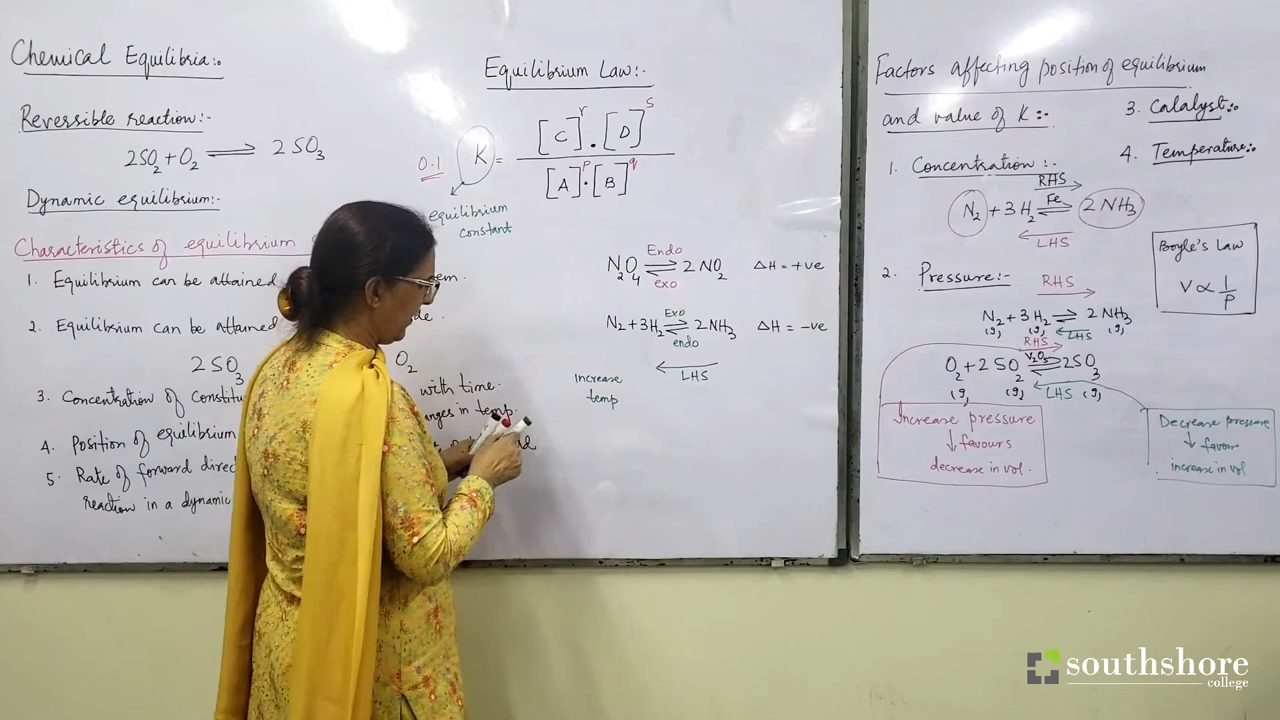 Chemical Equilibria:-
Reversible reaction:-
2SO2 + O2 ⇌ 2SO3
Dynamic equilibrium:-
Characteristics of equilibrium
1. Equilibrium can be attained
2. Equilibrium can be attained
2SO3 O2
3. Concentration of with time.
4. Position of equilibrium in temp.
5. Rate of forward
reaction in a dynamic
Equilibrium Law:-
0.1 K = [C]^r . [D]^s
[A]^p . [B]^q
equilibrium
constant
Endo
N2O4 ⇌ 2NO2 ΔH = +ve
exo
Exo
N2 + 3H2 ⇌ 2NH3 ΔH = -ve
endo
← LHS
Increase
temp
Factors affecting position of equilibrium
and value of K:-
3. Catalyst:-
4. Temperature:-
1. Concentration:-
RHS →
Fe
N2 + 3H2 ⇌ 2NH3
← LHS
Boyle's Law
V ∝ 1/P
2. Pressure:-
RHS →
N2 + 3H2 ⇌ 2NH3
(g) (g) ← LHS (g)
RHS →
V2O5
O2 + 2SO2 ⇌ 2SO3
← LHS
(g) (g) (g)
Increase pressure
↓ favours
decrease in vol.
Decrease pressure
↓ favour
increase in vol
southshore
college